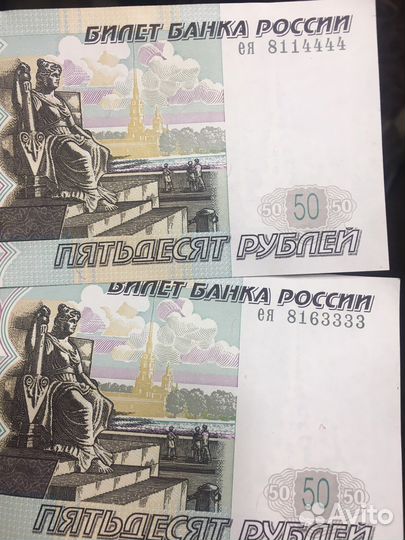 БИЛЕТ БАНКА РОССИИ
ея 8114444
50 50 50
ПЯТЬДЕСЯТ РУБЛЕЙ
БИЛЕТ БАНКА РОССИИ
ея 8163333
50 50 50
ПЯТЬДЕСЯТ РУБЛЕЙ
Avito